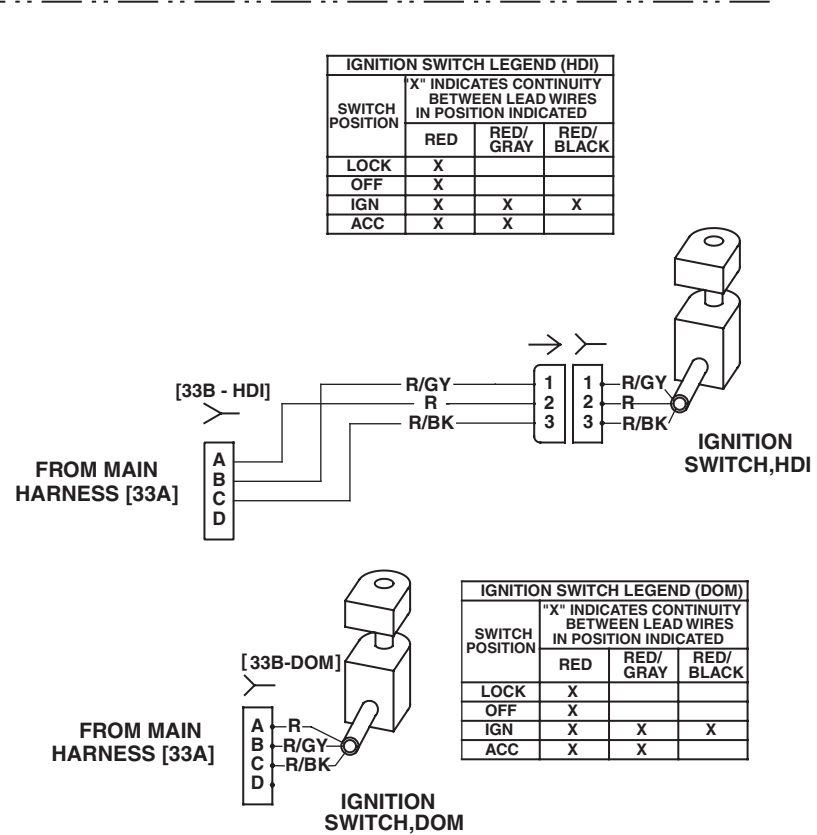 IGNITION SWITCH LEGEND (HDI)
SWITCH
POSITION
"X" INDICATES CONTINUITY
BETWEEN LEAD WIRES
IN POSITION INDICATED
RED RED/ GRAY RED/ BLACK
LOCK X
OFF X
IGN X X X
ACC X X
[33B - HDI]
FROM MAIN
HARNESS [33A]
A
B
C
D
R/GY
R
R/BK
1
2
3
1
2
3
R/GY
R
R/BK
IGNITION
SWITCH,HDI
[33B-DOM]
FROM MAIN
HARNESS [33A]
A R
B R/GY
C R/BK
D
IGNITION
SWITCH,DOM
IGNITION SWITCH LEGEND (DOM)
SWITCH
POSITION
"X" INDICATES CONTINUITY
BETWEEN LEAD WIRES
IN POSITION INDICATED
RED RED/ GRAY RED/ BLACK
LOCK X
OFF X
IGN X X X
ACC X X